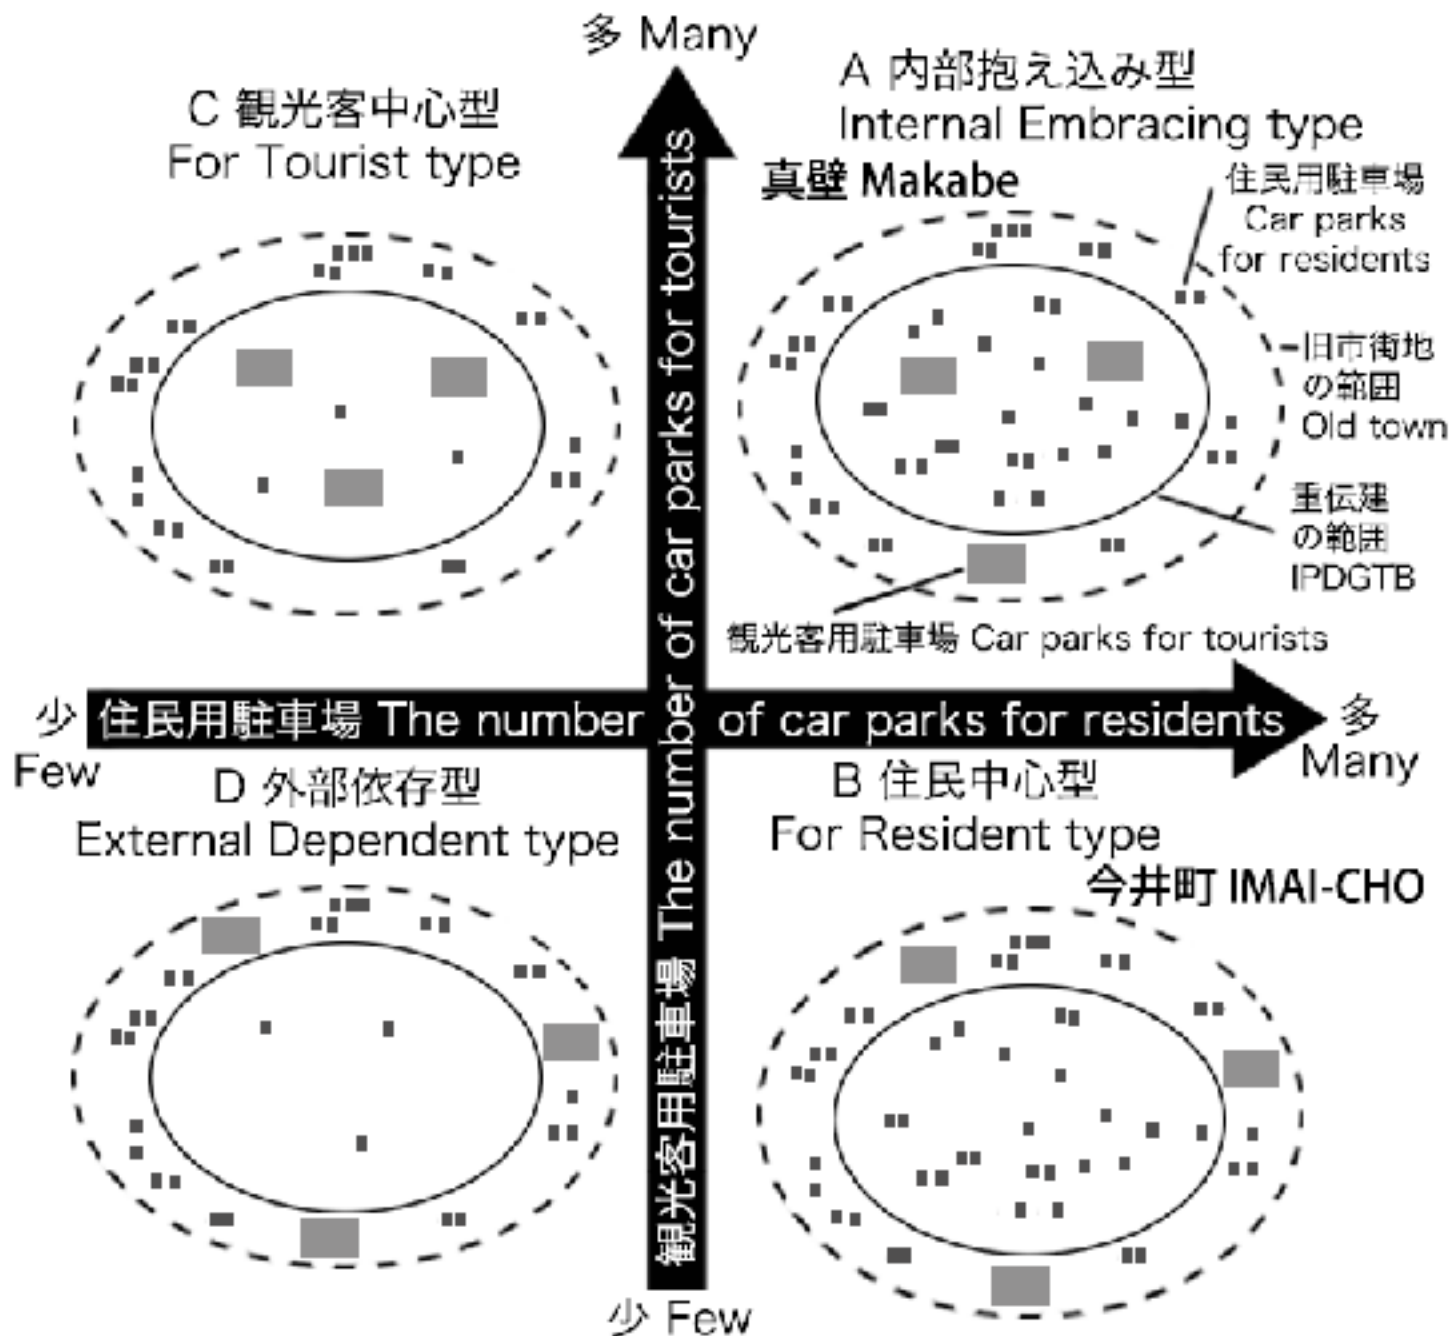 多 Many
C 観光客中心型
For Tourist type
A 内部抱え込み型
Internal Embracing type
真壁 Makabe
住民用駐車場
Car parks
for residents
旧市街地
の範囲
Old town
重伝建
の範囲
IPDGTB
観光客用駐車場 Car parks for tourists
観光客用駐車場 The number of car parks for tourists
少
Few
住民用駐車場 The number of car parks for residents
多
Many
D 外部依存型
External Dependent type
B 住民中心型
For Resident type
今井町 IMAI-CHO
少 Few